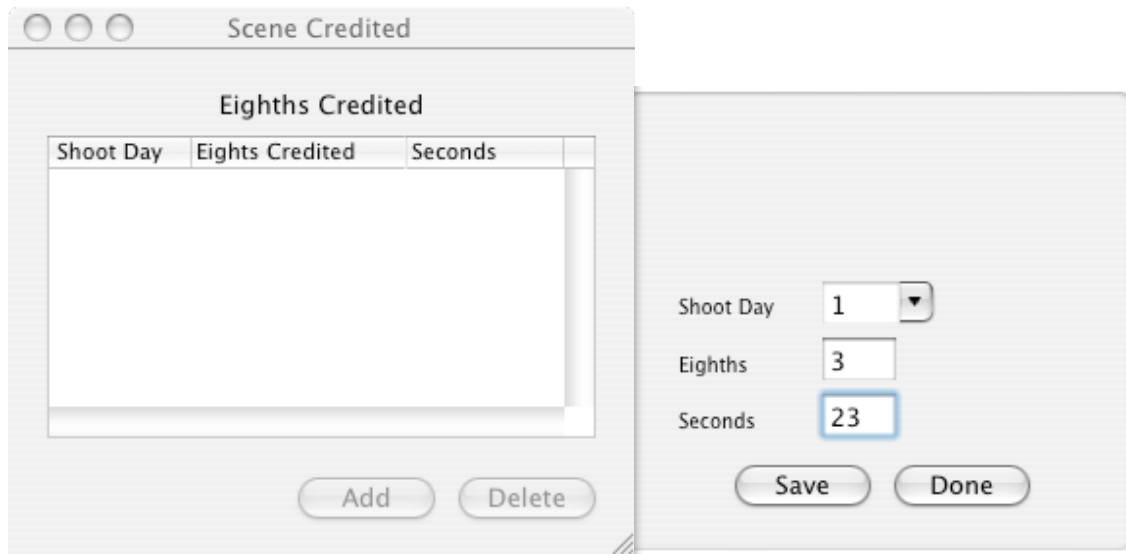 Scene Credited
Eighths Credited
Shoot Day Eights Credited Seconds
Add Delete
Shoot Day 1
Eighths 3
Seconds 23
Save Done